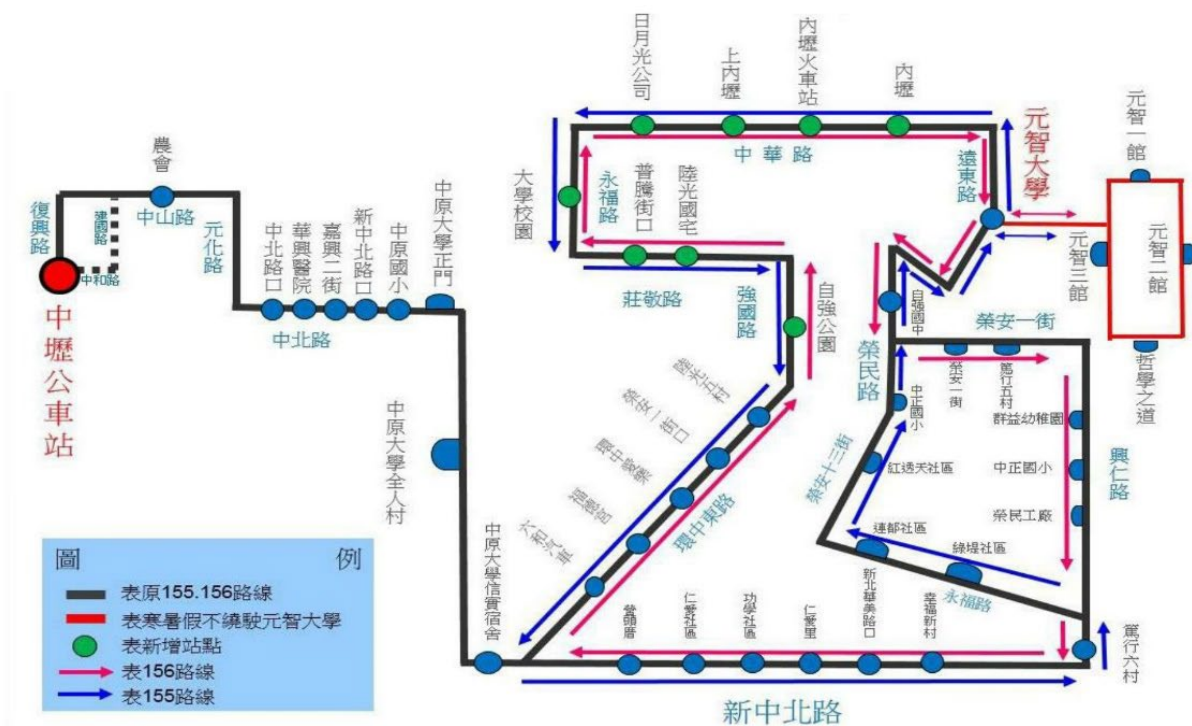 日月光公司
上內壢
內壢火車站
內壢
元智大學
元智一館
元智二館
元智三館
哲學之道
中華路
遠東路
大學校園
永福路
普騰街口
陸光國宅
莊敬路
強國路
自強公園
農會
中山路
復興路
建國路
中和路
中壢公車站
元化路
中北路口
華興醫院
嘉興二街
新中北路口
中原國小
中原大學正門
中北路
中原大學全人村
中原大學信實宿舍
陸光五村
榮安一街口
環中愛樂
福德宮
六和汽車
環中東路
自強國中
榮民路
榮安一街
榮安一街
篤行五村
中正國小
群益幼稚園
中正國小
榮民工廠
興仁路
榮安十三街
紅透天社區
連郁社區
綠堤社區
永福路
營頭厝
仁愛社區
功學社區
仁愛里
新北華美路口
幸福新村
篤行六村
新中北路
圖例
表原155.156路線
表寒暑假不繞駛元智大學
表新增站點
表156路線
表155路線